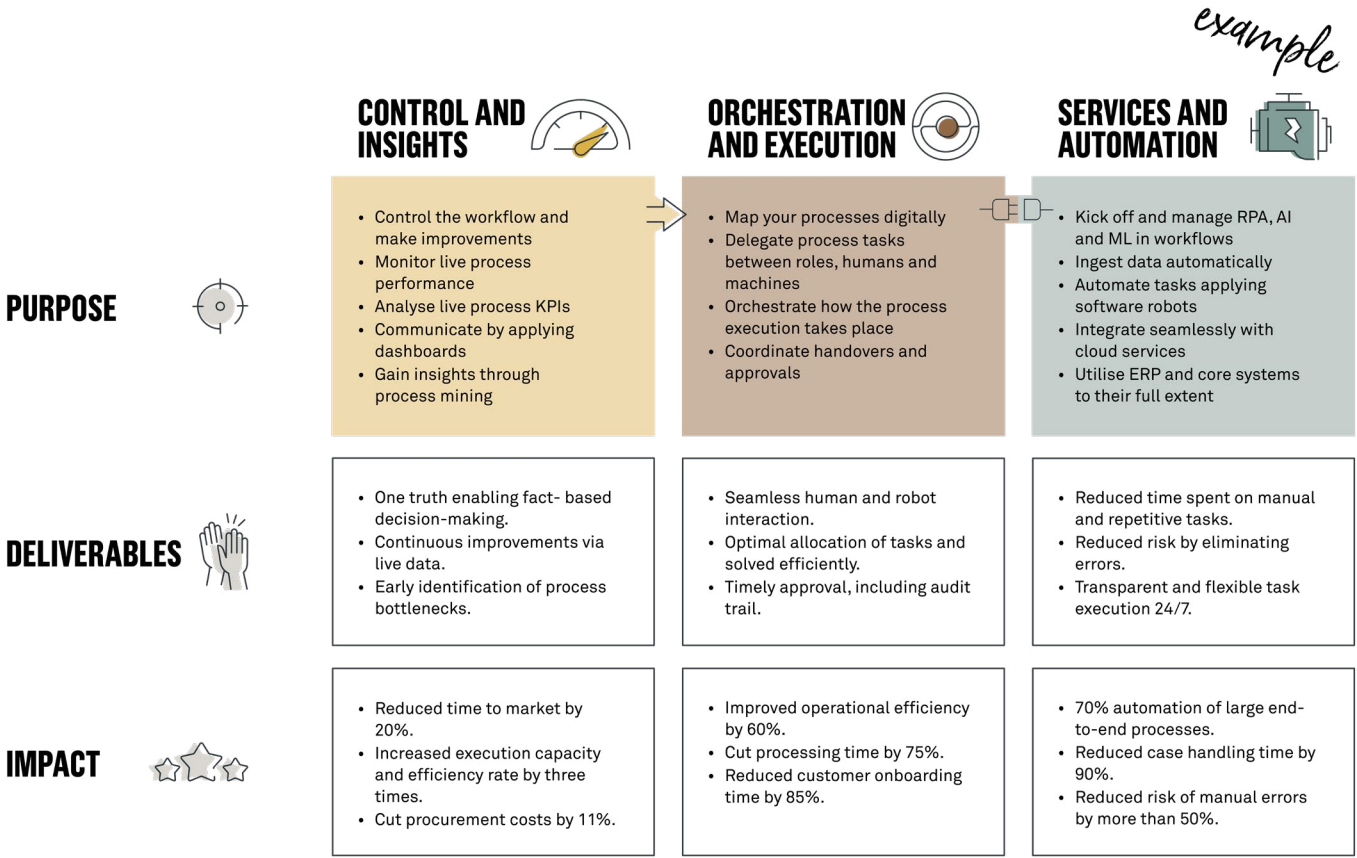 example
CONTROL AND
INSIGHTS
ORCHESTRATION
AND EXECUTION
SERVICES AND
AUTOMATION
PURPOSE
• Control the workflow and
make improvements
• Monitor live process
performance
• Analyse live process KPIs
• Communicate by applying
dashboards
• Gain insights through
process mining
• Map your processes digitally
• Delegate process tasks
between roles, humans and
machines
• Orchestrate how the process
execution takes place
• Coordinate handovers and
approvals
• Kick off and manage RPA, AI
and ML in workflows
• Ingest data automatically
• Automate tasks applying
software robots
• Integrate seamlessly with
cloud services
• Utilise ERP and core systems
to their full extent
DELIVERABLES
• One truth enabling fact- based
decision-making.
• Continuous improvements via
live data.
• Early identification of process
bottlenecks.
• Seamless human and robot
interaction.
• Optimal allocation of tasks and
solved efficiently.
• Timely approval, including audit
trail.
• Reduced time spent on manual
and repetitive tasks.
• Reduced risk by eliminating
errors.
• Transparent and flexible task
execution 24/7.
IMPACT
• Reduced time to market by
20%.
• Increased execution capacity
and efficiency rate by three
times.
• Cut procurement costs by 11%.
• Improved operational efficiency
by 60%.
• Cut processing time by 75%.
• Reduced customer onboarding
time by 85%.
• 70% automation of large end-
to-end processes.
• Reduced case handling time by
90%.
• Reduced risk of manual errors
by more than 50%.